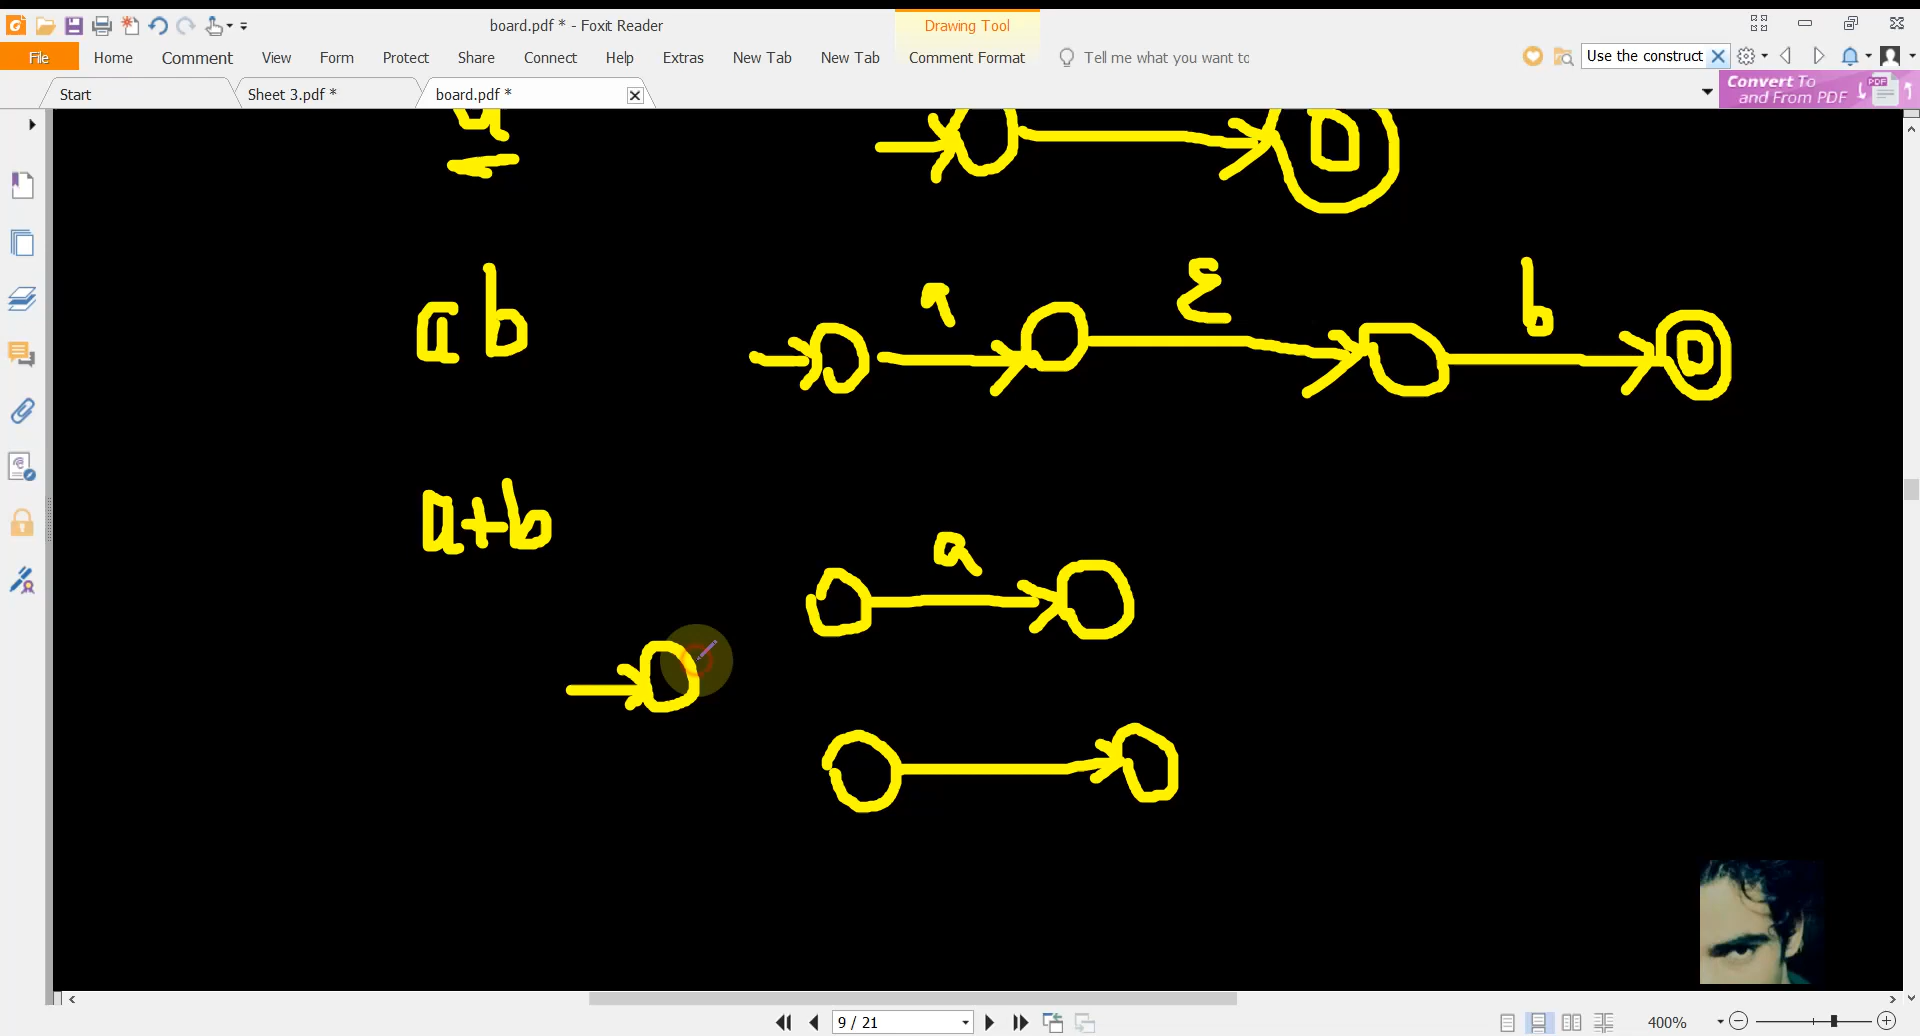 board.pdf * - Foxit Reader
Drawing Tool
File Home Comment View Form Protect Share Connect Help Extras New Tab New Tab Comment Format Tell me what you want to Use the construct
Start Sheet 3.pdf * board.pdf *
Convert To
and From PDF
PDF
a
a b
a ε b
a+b
a
9 / 21
400%